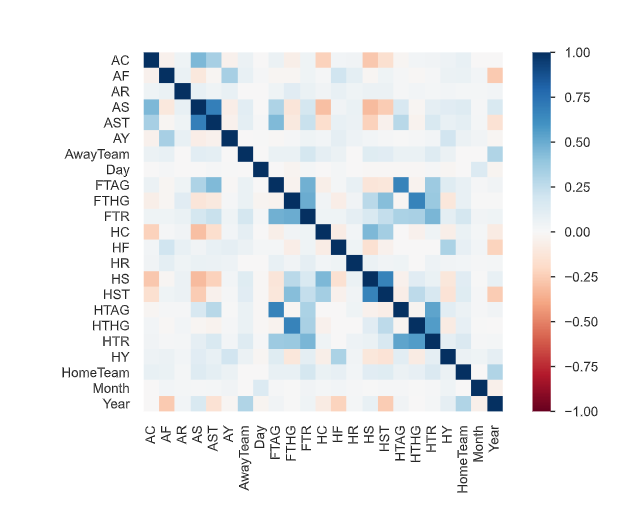 AC
AF
AR
AS
AST
AY
AwayTeam
Day
FTAG
FTHG
FTR
HC
HF
HR
HS
HST
HTAG
HTHG
HTR
HY
HomeTeam
Month
Year
AC
AF
AR
AS
AST
AY
AwayTeam
Day
FTAG
FTHG
FTR
HC
HF
HR
HS
HST
HTAG
HTHG
HTR
HY
HomeTeam
Month
Year
1.00
0.75
0.50
0.25
0.00
−0.25
−0.50
−0.75
−1.00